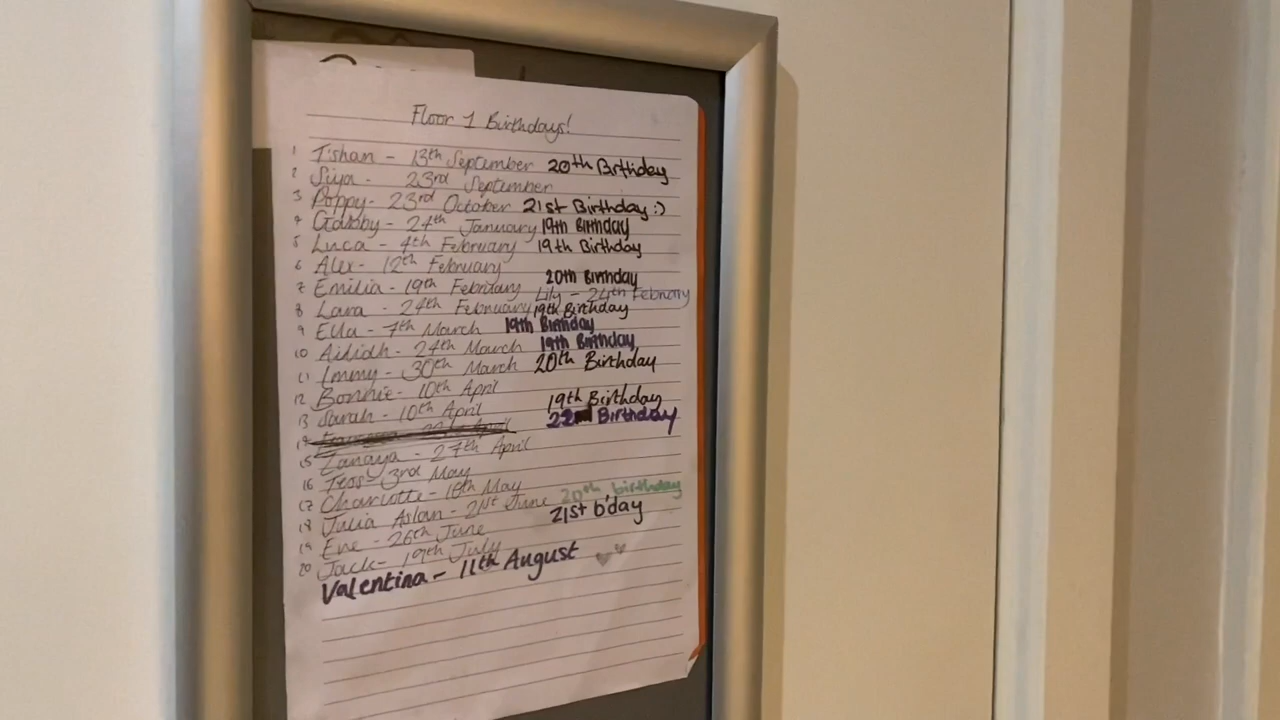 Floor 1 Birthdays!
1 Ishan - 13th September 20th Birthday
2 Siya - 23rd September
3 Poppy - 23rd October 21st Birthday :)
4 Gabby - 24th January 19th Birthday
5 Luca - 4th February 19th Birthday
6 Alex - 12th February
7 Emilia - 19th February 20th Birthday
Lily - 24th February
8 Lara - 24th February 19th Birthday
9 Ella - 7th March 19th Birthday
10 Ailidh - 24th March 19th Birthday
11 Immy - 30th March 20th Birthday
12 Bonnie - 10th April
13 Sarah - 10th April 19th Birthday
14 April 22nd Birthday
15 Zanaya - 27th April
16 Tess - 3rd May
17 Charlotte - 18th May
18 Julia Aslan - 21st June 20th birthday
19 Eve - 26th June 21st b'day
20 Jack - 19th July
Valentina - 11th August